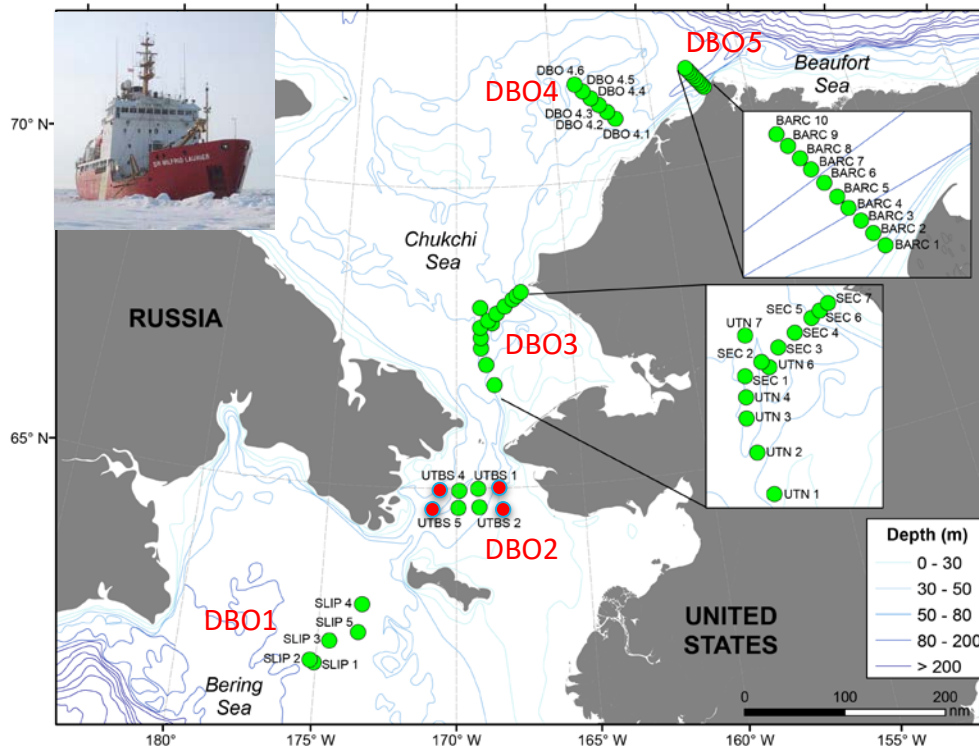 SIR WILFRID LAURIER
DBO5
Beaufort
Sea
DBO4
DBO 4.6
DBO 4.5
DBO 4.4
DBO 4.3
DBO 4.2
DBO 4.1
70° N
BARC 10
BARC 9
BARC 8
BARC 7
BARC 6
BARC 5
BARC 4
BARC 3
BARC 2
BARC 1
Chukchi
Sea
RUSSIA
DBO3
SEC 7
SEC 5
SEC 6
UTN 7
SEC 4
SEC 2
SEC 3
UTN 6
SEC 1
UTN 4
UTN 3
UTN 2
UTN 1
65° N
UTBS 4
UTBS 1
UTBS 5
UTBS 2
DBO2
DBO1
SLIP 4
SLIP 5
SLIP 3
SLIP 2
SLIP 1
Bering
Sea
UNITED
STATES
Depth (m)
0 - 30
30 - 50
50 - 80
80 - 200
> 200
0 100 200
nm
180°
175°W
170°W
165°W
160°W
155°W